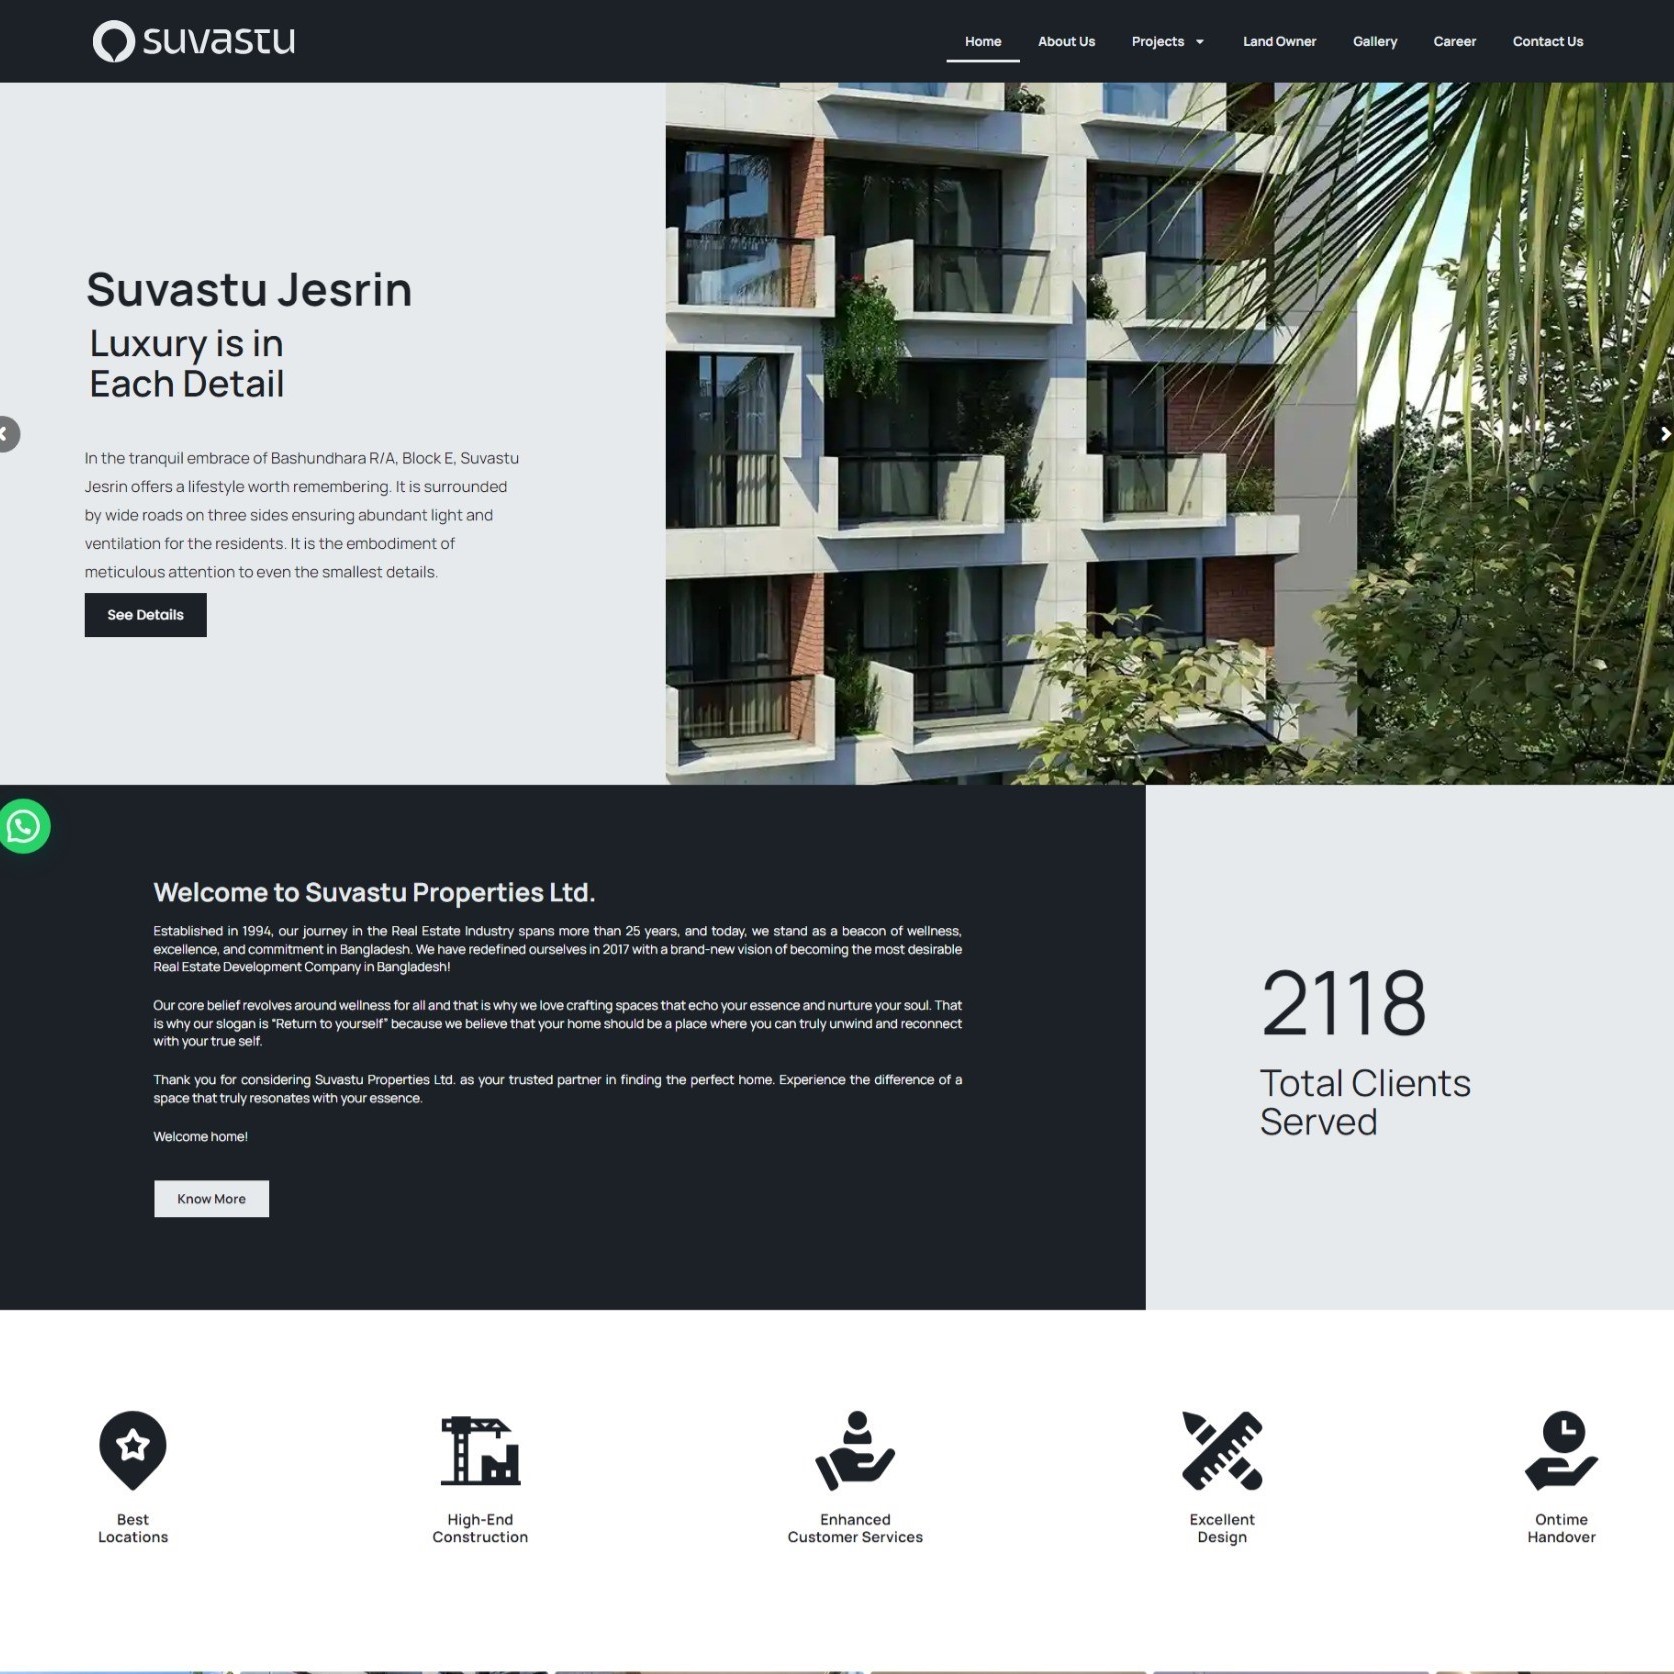 suvastu
Home About Us Projects Land Owner Gallery Career Contact Us
Suvastu Jesrin
Luxury is in
Each Detail
In the tranquil embrace of Bashundhara R/A, Block E, Suvastu
Jesrin offers a lifestyle worth remembering. It is surrounded
by wide roads on three sides ensuring abundant light and
ventilation for the residents. It is the embodiment of
meticulous attention to even the smallest details.
See Details
Welcome to Suvastu Properties Ltd.
Established in 1994, our journey in the Real Estate Industry spans more than 25 years, and today, we stand as a beacon of wellness,
excellence, and commitment in Bangladesh. We have redefined ourselves in 2017 with a brand-new vision of becoming the most desirable
Real Estate Development Company in Bangladesh!
Our core belief revolves around wellness for all and that is why we love crafting spaces that echo your essence and nurture your soul. That
is why our slogan is “Return to yourself” because we believe that your home should be a place where you can truly unwind and reconnect
with your true self.
Thank you for considering Suvastu Properties Ltd. as your trusted partner in finding the perfect home. Experience the difference of a
space that truly resonates with your essence.
Welcome home!
Know More
2118
Total Clients
Served
Best
Locations
High-End
Construction
Enhanced
Customer Services
Excellent
Design
Ontime
Handover